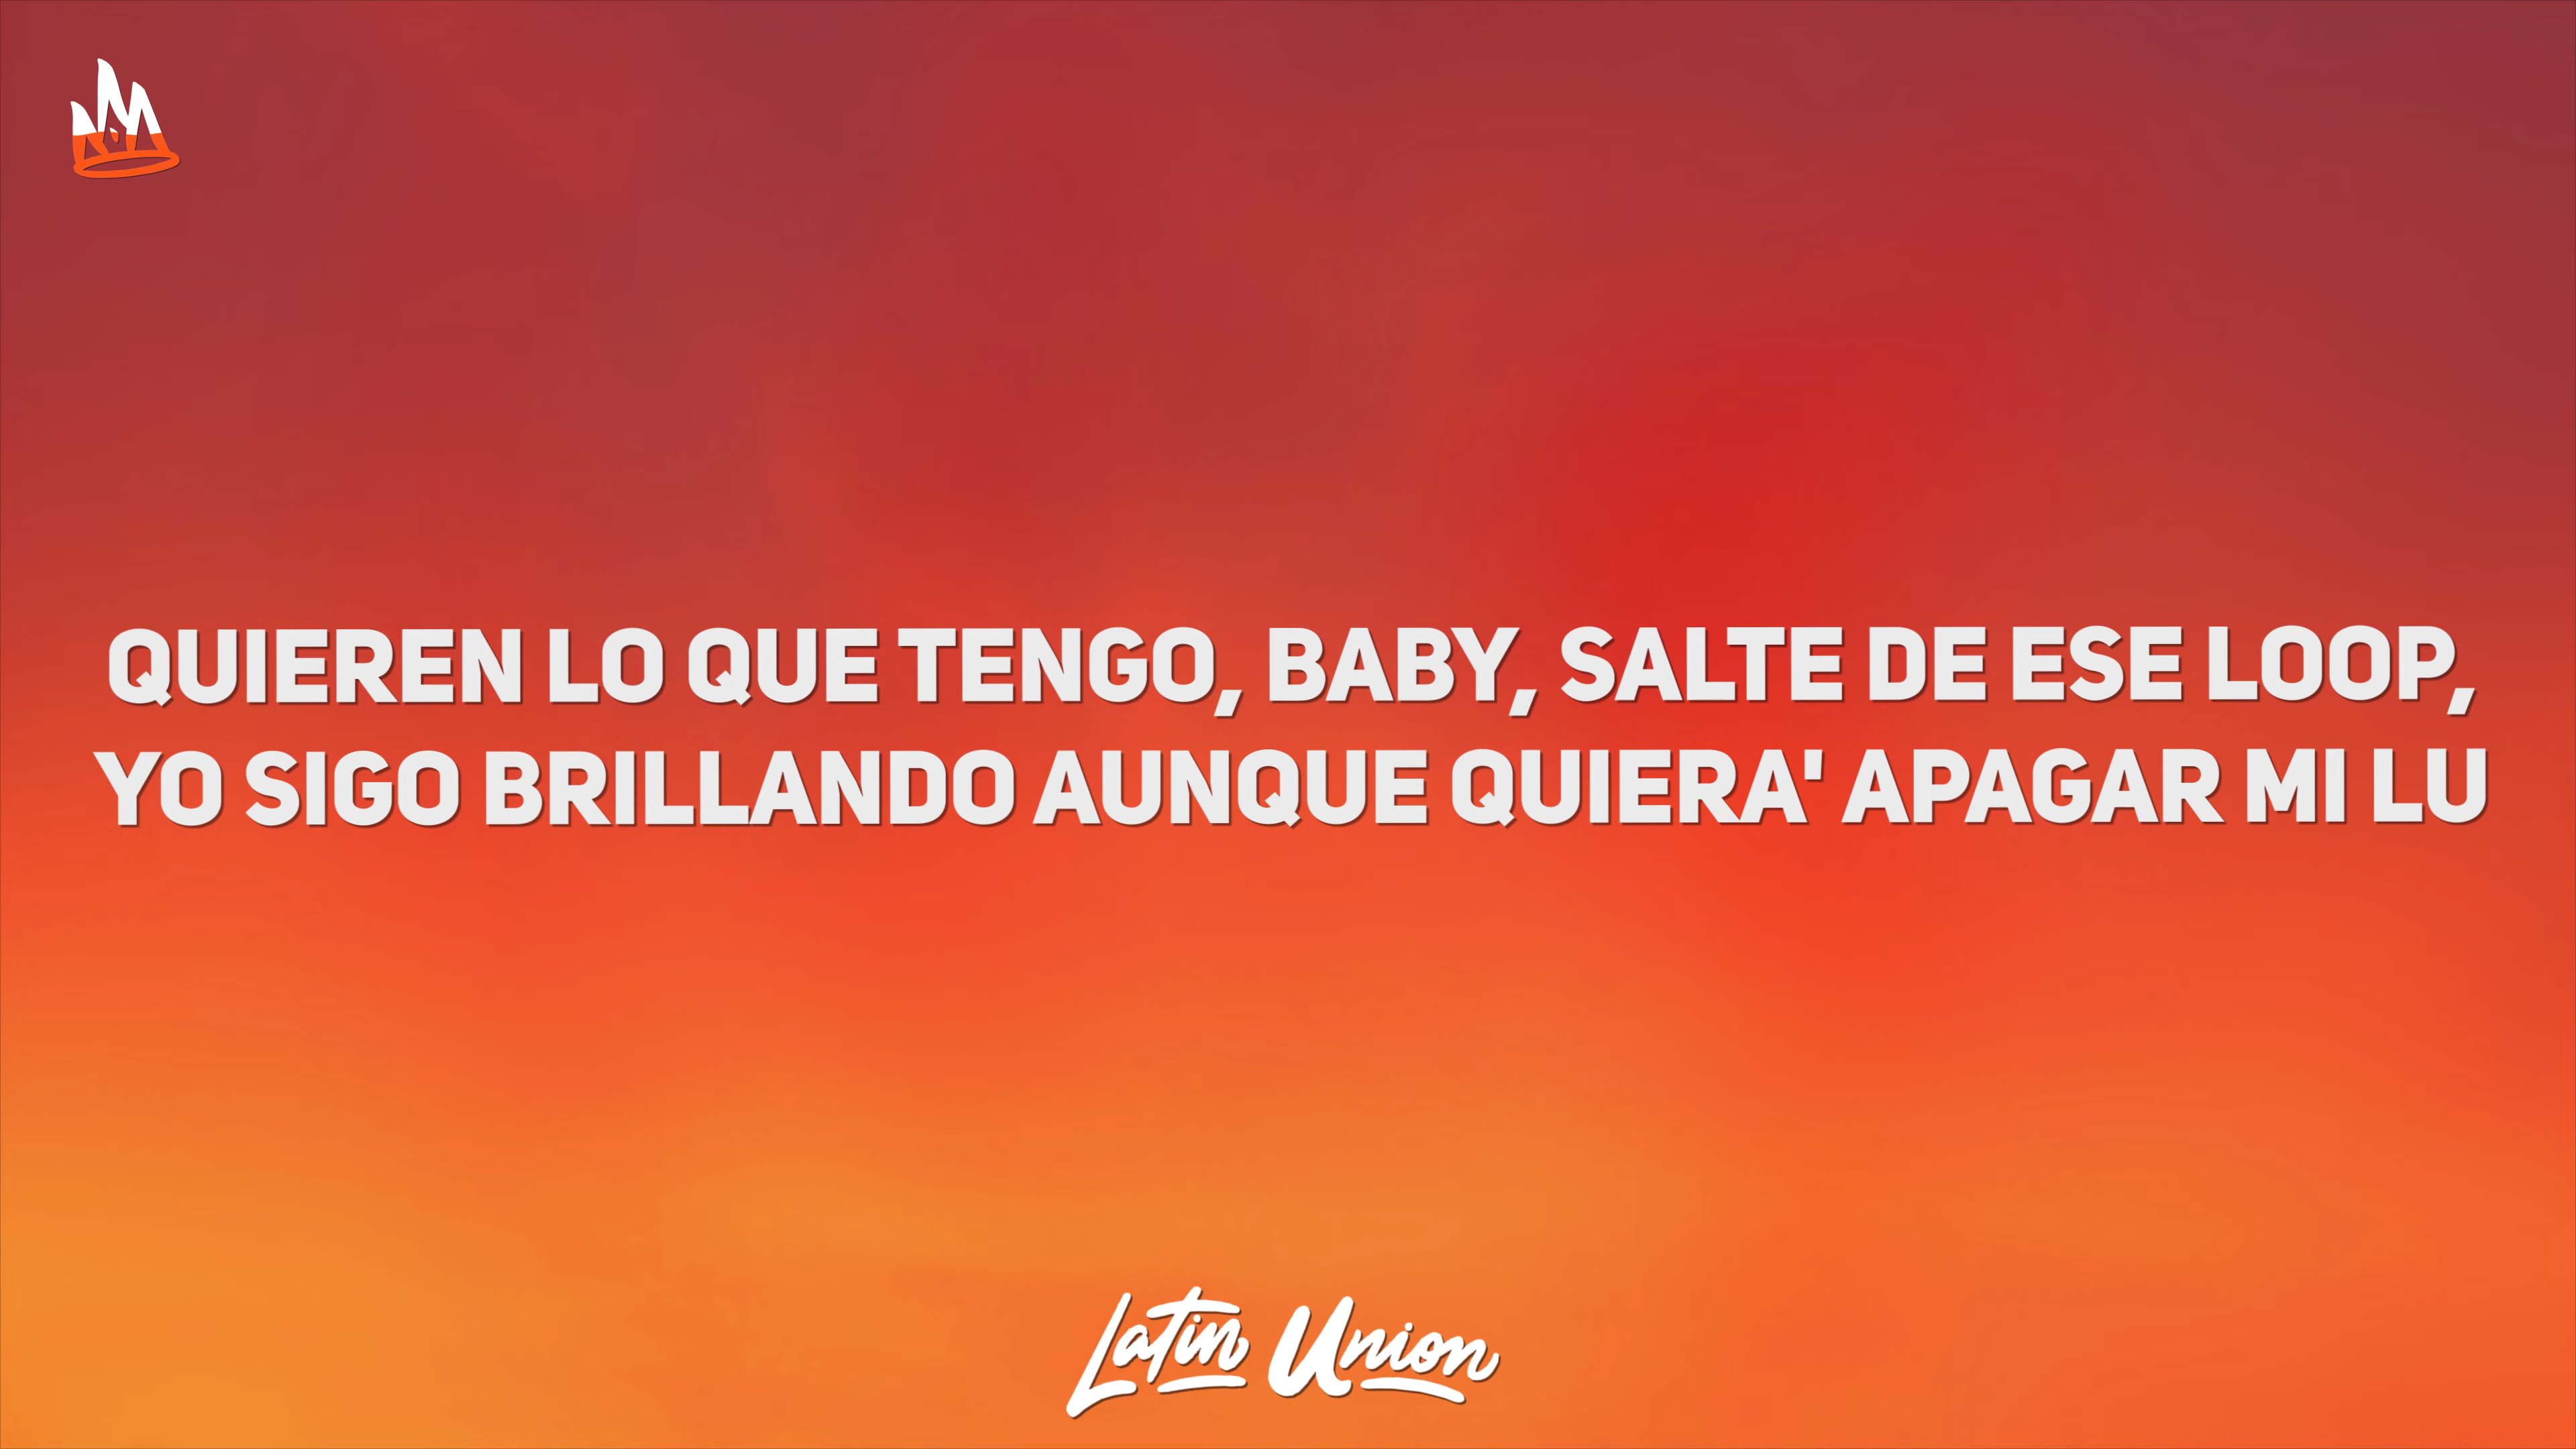 QUIEREN LO QUE TENGO, BABY, SALTE DE ESE LOOP,
YO SIGO BRILLANDO AUNQUE QUIERA' APAGAR MI LU
Latin Union